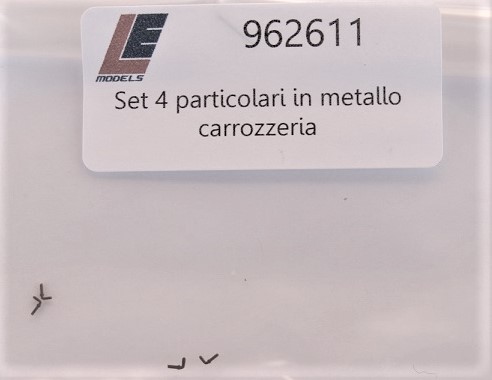 LE
MODELS
962611
Set 4 particolari in metallo
carrozzeria